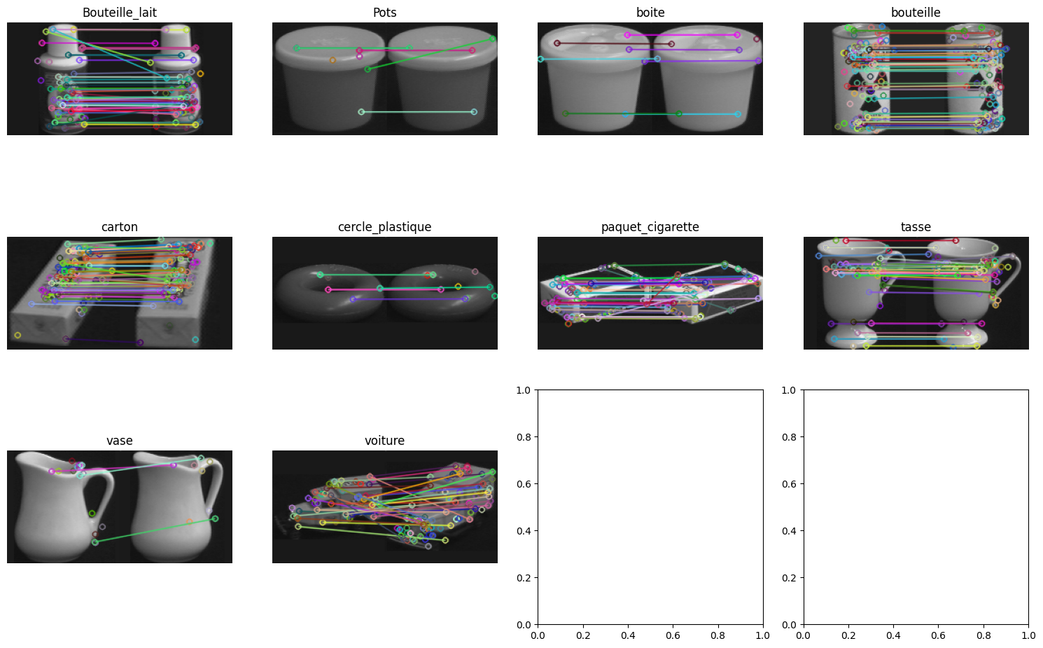 Bouteille_lait Pots boite bouteille
carton cercle_plastique paquet_cigarette tasse
vase voiture
1.0 1.0
0.8 0.8
0.6 0.6
0.4 0.4
0.2 0.2
0.0 0.0
0.0 0.2 0.4 0.6 0.8 1.0 0.0 0.2 0.4 0.6 0.8 1.0